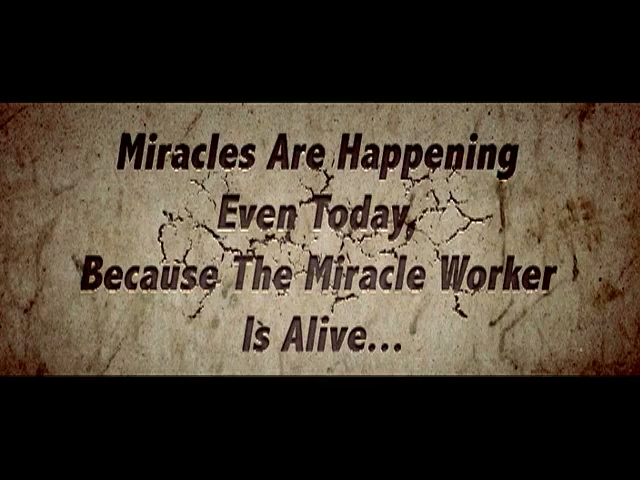 Miracles Are Happening
Even Today,
Because The Miracle Worker
Is Alive...